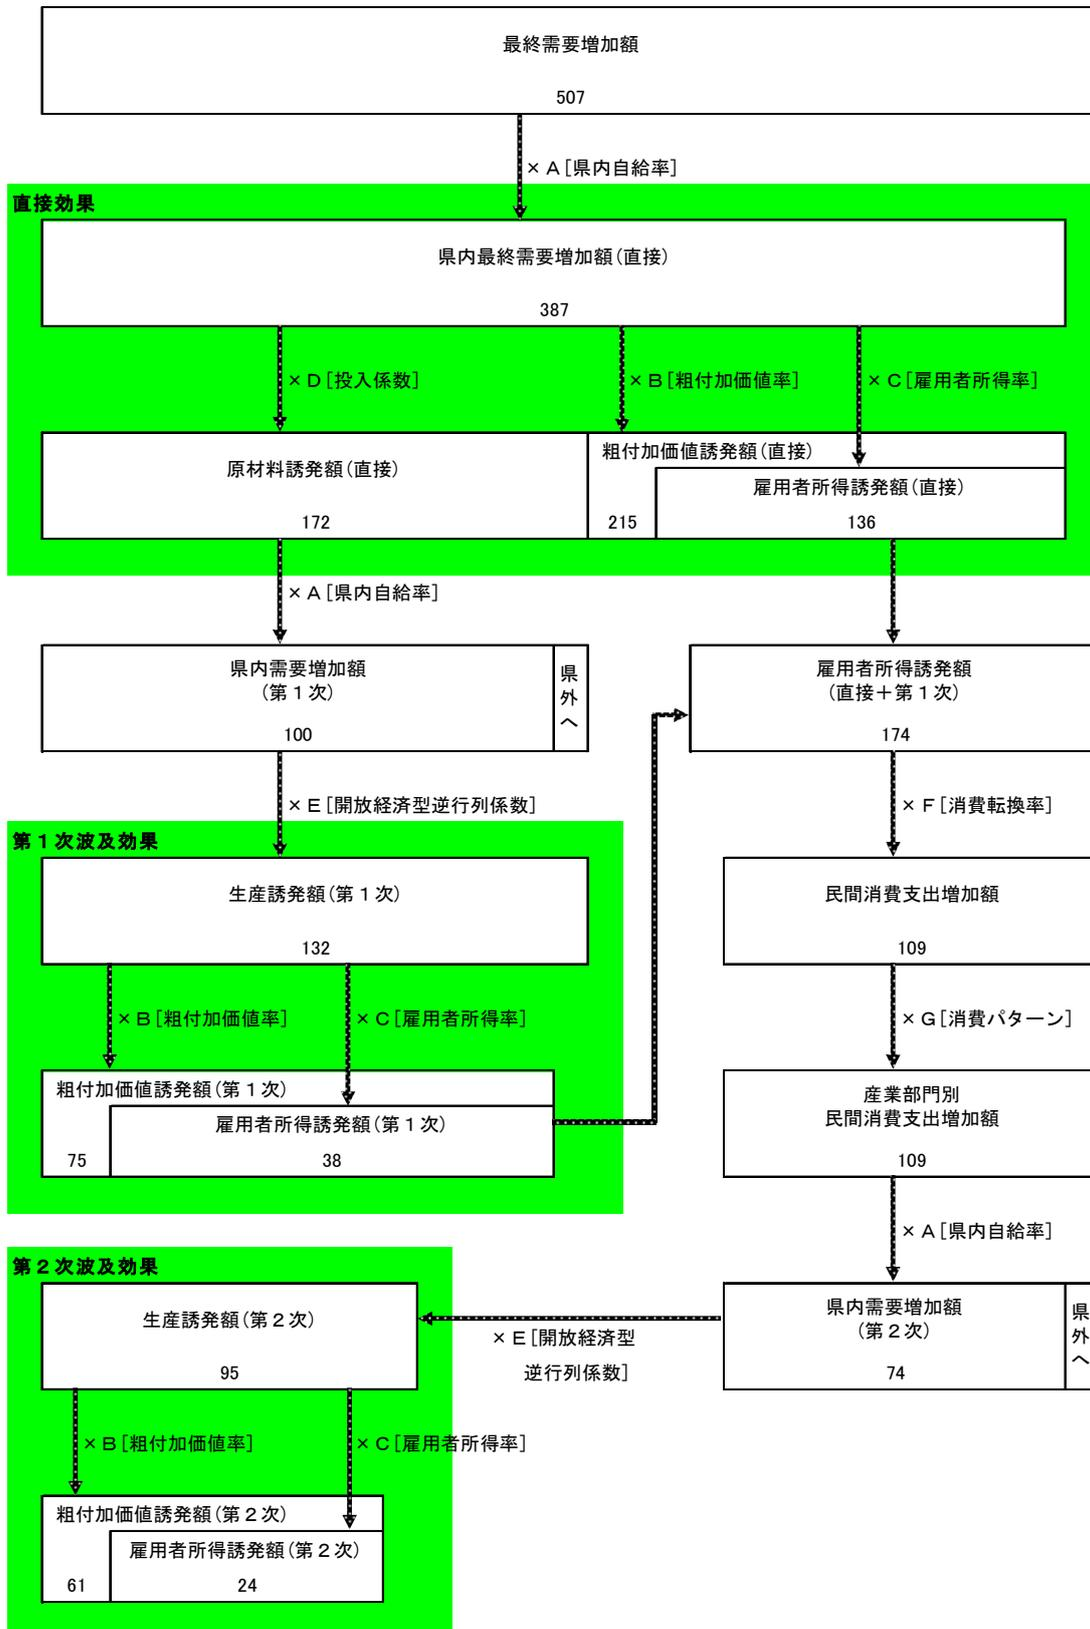 最終需要増加額
507
× A [県内自給率]
直接効果
県内最終需要増加額(直接)
387
× D [投入係数]
× B [粗付加価値率]
× C [雇用者所得率]
原材料誘発額(直接)
172
粗付加価値誘発額(直接)
215
雇用者所得誘発額(直接)
136
× A [県内自給率]
県内需要増加額
(第1次)
100
県外へ
雇用者所得誘発額
(直接+第1次)
174
× E [開放経済型逆行列係数]
× F [消費転換率]
第1次波及効果
生産誘発額(第1次)
132
民間消費支出増加額
109
× B [粗付加価値率]
× C [雇用者所得率]
× G [消費パターン]
粗付加価値誘発額(第1次)
75
雇用者所得誘発額(第1次)
38
産業部門別
民間消費支出増加額
109
× A [県内自給率]
第2次波及効果
生産誘発額(第2次)
95
× E [開放経済型
逆行列係数]
県内需要増加額
(第2次)
74
県外へ
× B [粗付加価値率]
× C [雇用者所得率]
粗付加価値誘発額(第2次)
61
雇用者所得誘発額(第2次)
24